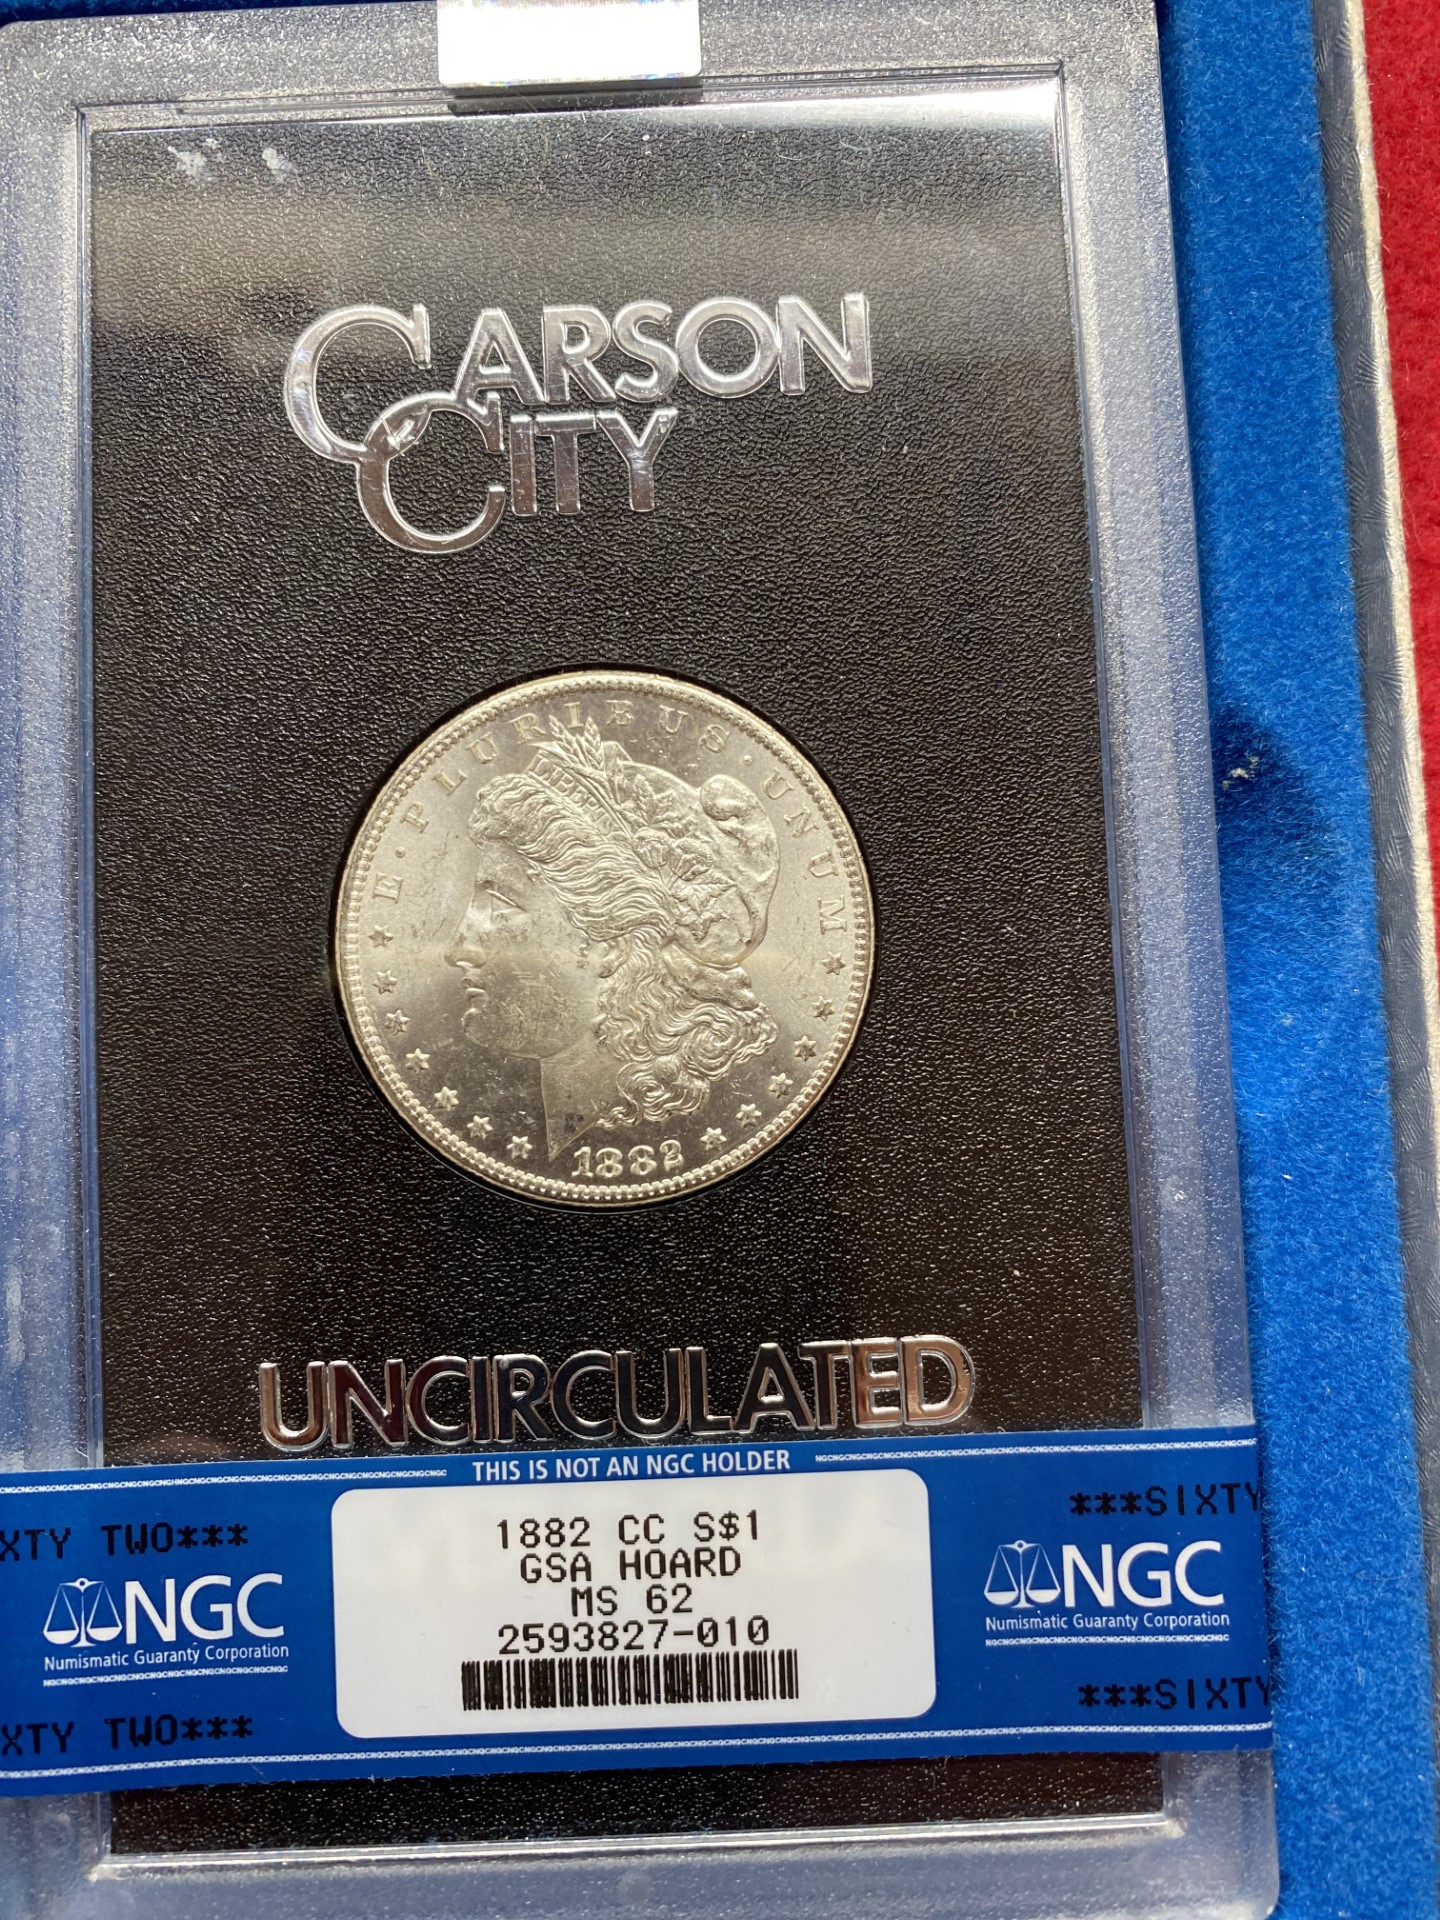 CARSON
CITY
E · PLURIBUS · UNUM
LIBERTY
1882
UNCIRCULATED
THIS IS NOT AN NGC HOLDER
XTY TWO***
NGC
Numismatic Guaranty Corporation
XTY TWO***
1882 CC S$1
GSA HOARD
MS 62
2593827-010
***SIXTY
NGC
Numismatic Guaranty Corporation
***SIXTY